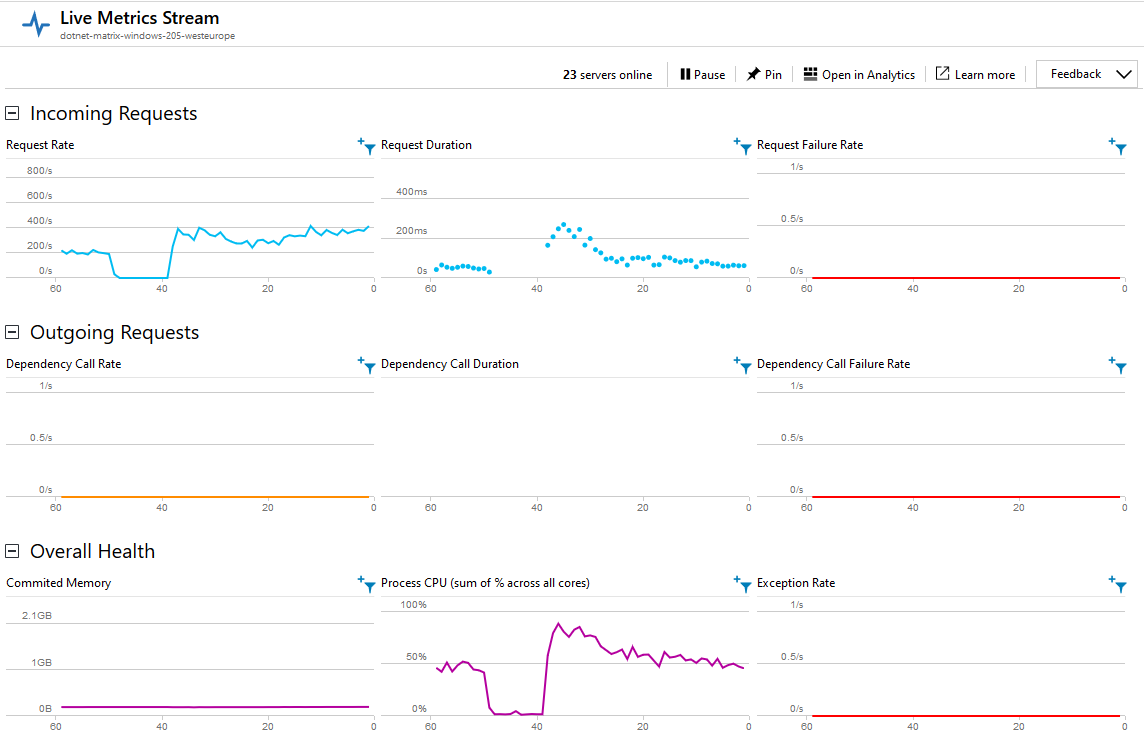 Live Metrics Stream
dotnet-matrix-windows-205-westeurope
23 servers online Pause Pin Open in Analytics Learn more Feedback
Incoming Requests
Request Rate
800/s
600/s
400/s
200/s
0/s
60 40 20 0
Request Duration
400ms
200ms
0s
60 40 20 0
Request Failure Rate
1/s
0.5/s
0/s
60 40 20 0
Outgoing Requests
Dependency Call Rate
1/s
0.5/s
0/s
60 40 20 0
Dependency Call Duration
60 40 20 0
Dependency Call Failure Rate
1/s
0.5/s
0/s
60 40 20 0
Overall Health
Commited Memory
2.1GB
1GB
0B
60 40 20 0
Process CPU (sum of % across all cores)
100%
50%
0%
60 40 20 0
Exception Rate
1/s
0.5/s
0/s
60 40 20 0